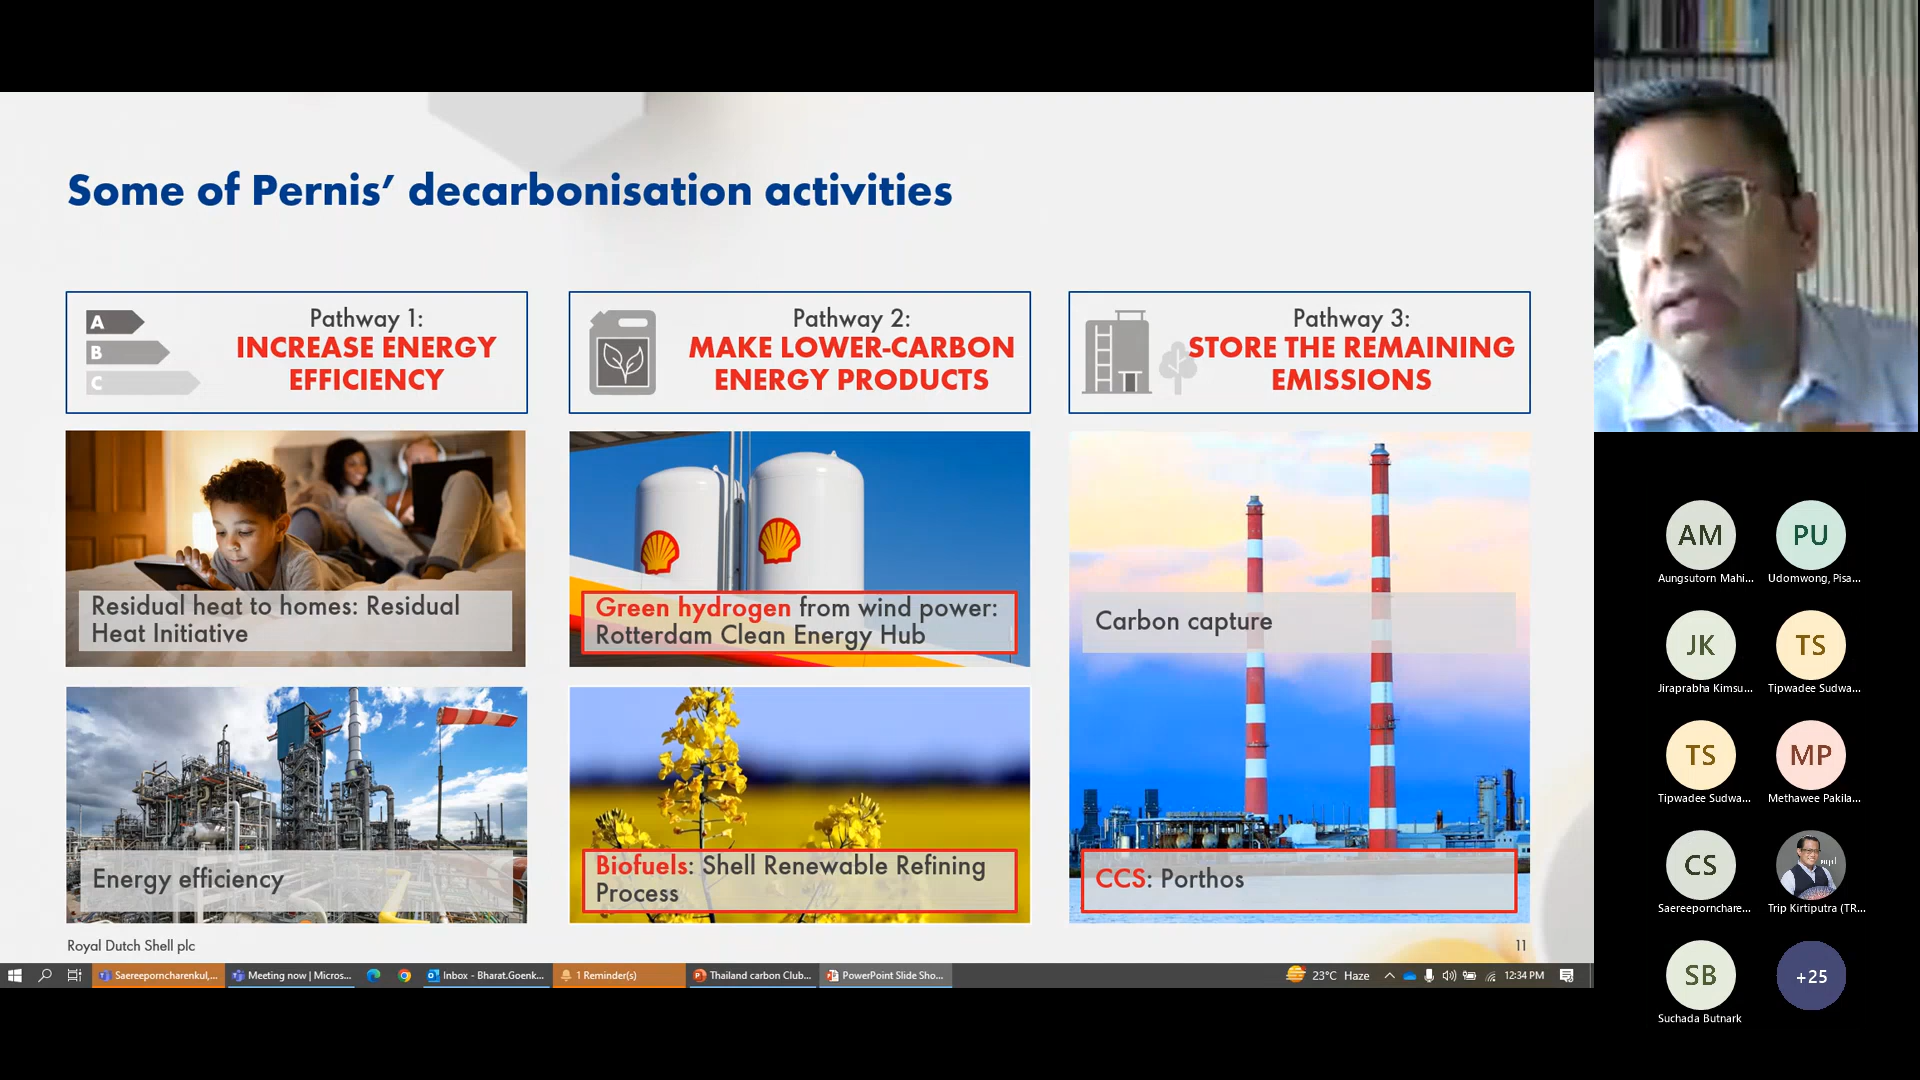 Some of Pernis’ decarbonisation activities
A
B
C
Pathway 1:
INCREASE ENERGY
EFFICIENCY
Pathway 2:
MAKE LOWER-CARBON
ENERGY PRODUCTS
Pathway 3:
STORE THE REMAINING
EMISSIONS
Residual heat to homes: Residual
Heat Initiative
Green hydrogen from wind power:
Rotterdam Clean Energy Hub
Carbon capture
Energy efficiency
Biofuels: Shell Renewable Refining
Process
CCS: Porthos
Royal Dutch Shell plc
11
Saereeporncharenkul,...
Meeting now | Micros...
Inbox - Bharat.Goenk...
1 Reminder(s)
Thailand carbon Club...
PowerPoint Slide Sho...
23°C Haze
12:34 PM
AM
Aungsutorn Mahi...
PU
Udomwong, Pisa...
JK
Jiraprabha Kimsu...
TS
Tipwadee Sudwa...
TS
Tipwadee Sudwa...
MP
Methawee Pakila...
CS
Saereepornchare...
Trip Kirtiputra (TR...
SB
Suchada Butnark
+25